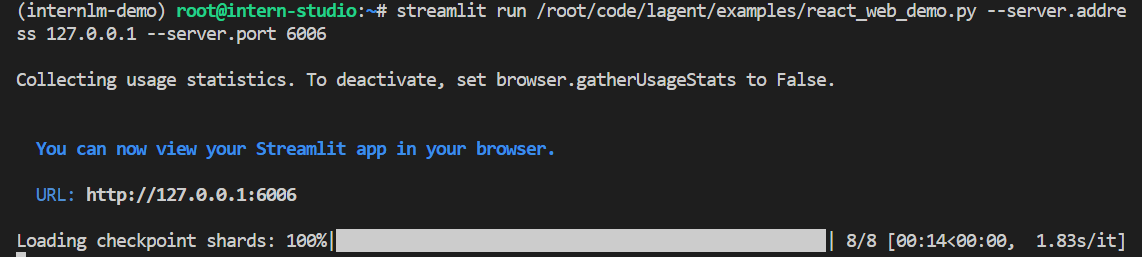 (internlm-demo) root@intern-studio:~# streamlit run /root/code/lagent/examples/react_web_demo.py --server.addre
ss 127.0.0.1 --server.port 6006
Collecting usage statistics. To deactivate, set browser.gatherUsageStats to False.
You can now view your Streamlit app in your browser.
URL: http://127.0.0.1:6006
Loading checkpoint shards: 100%|██████████| 8/8 [00:14<00:00, 1.83s/it]